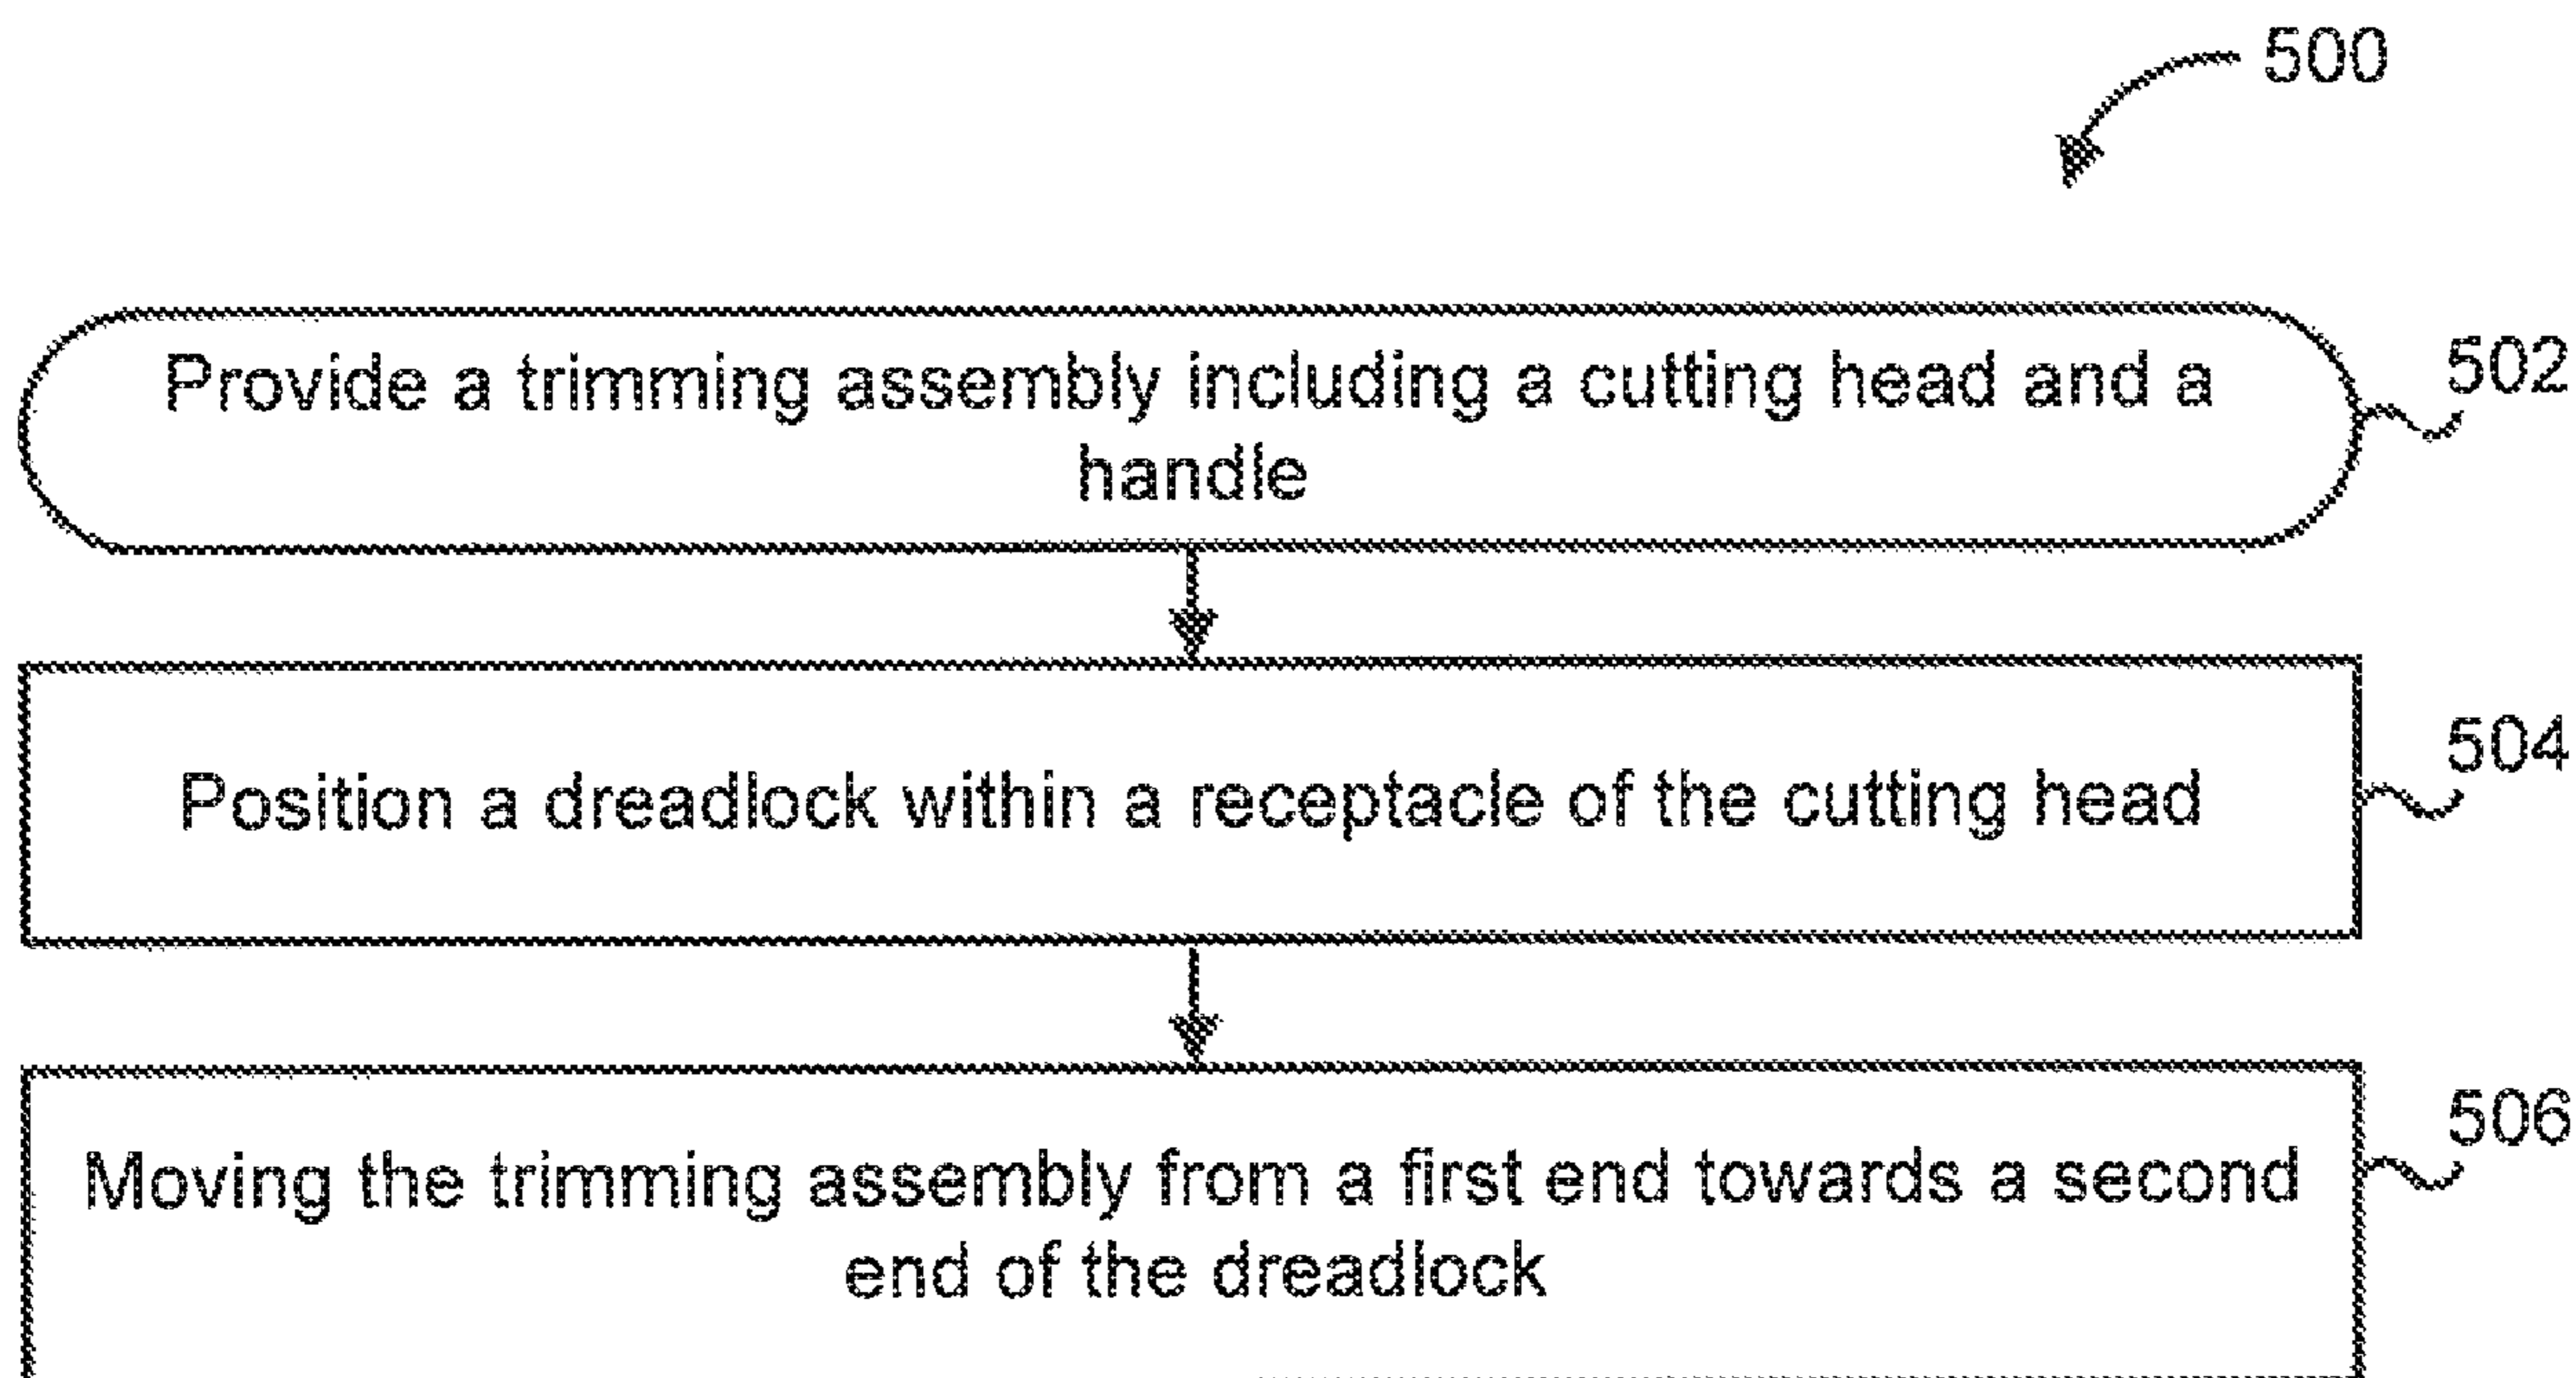 500
Provide a trimming assembly including a cutting head and a
handle
502
Position a dreadlock within a receptacle of the cutting head
504
Moving the trimming assembly from a first end towards a second
end of the dreadlock
506